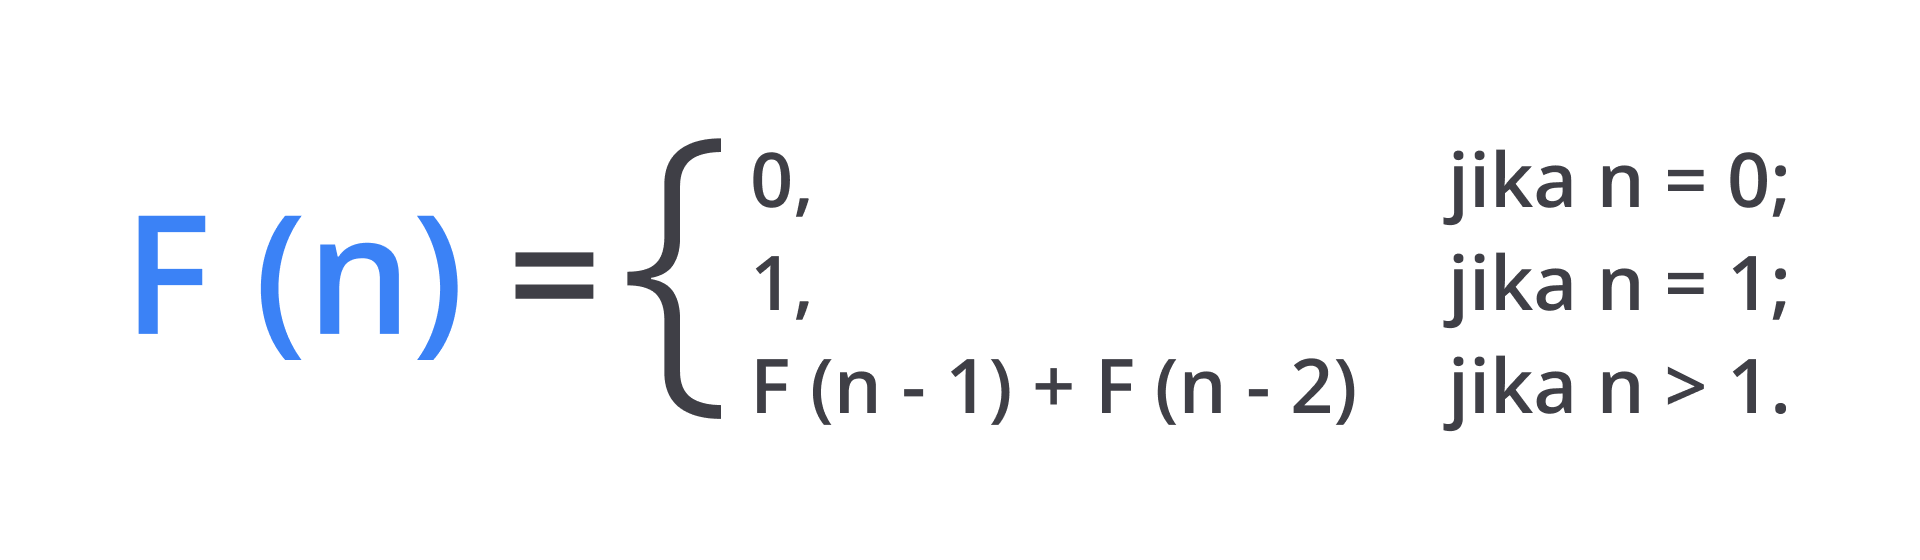 F (n) =
0, jika n = 0;
1, jika n = 1;
F (n - 1) + F (n - 2) jika n > 1.